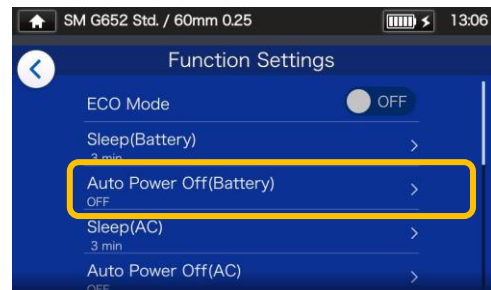 SM G652 Std. / 60mm 0.25 13:06
Function Settings
ECO Mode OFF
Sleep(Battery)
3 min
Auto Power Off(Battery)
OFF
Sleep(AC)
3 min
Auto Power Off(AC)
OFF